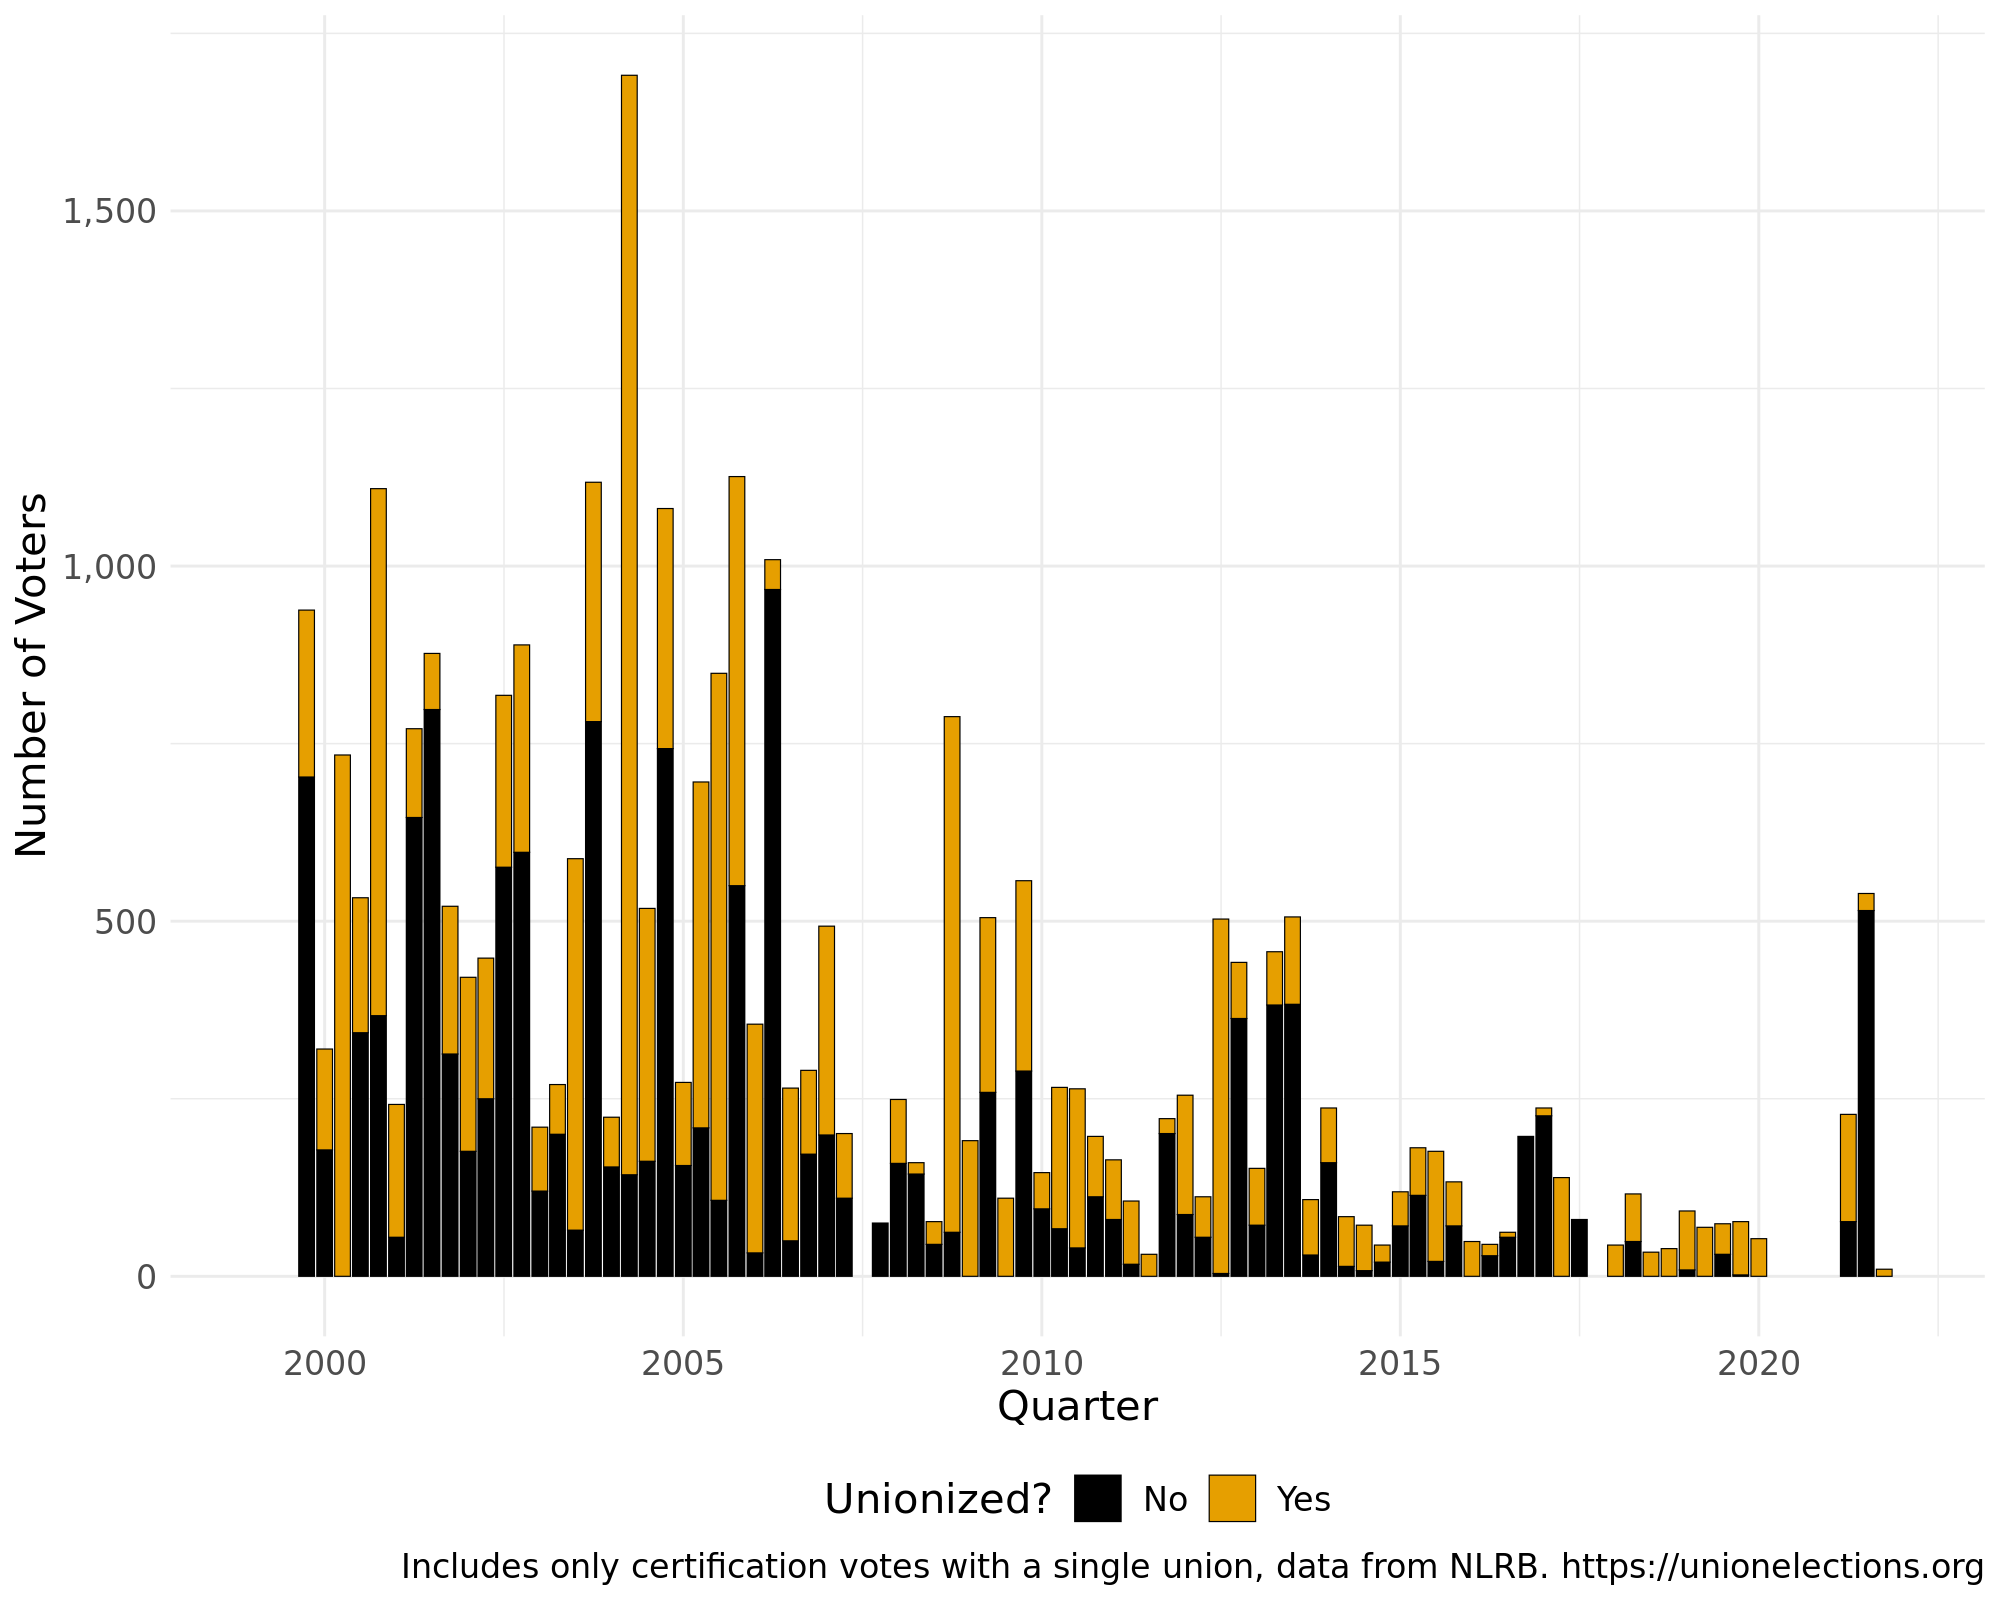 Number of Voters
1,500
1,000
500
0
2000 2005 2010 2015 2020
Quarter
Unionized? No Yes
Includes only certification votes with a single union, data from NLRB. https://unionelections.org